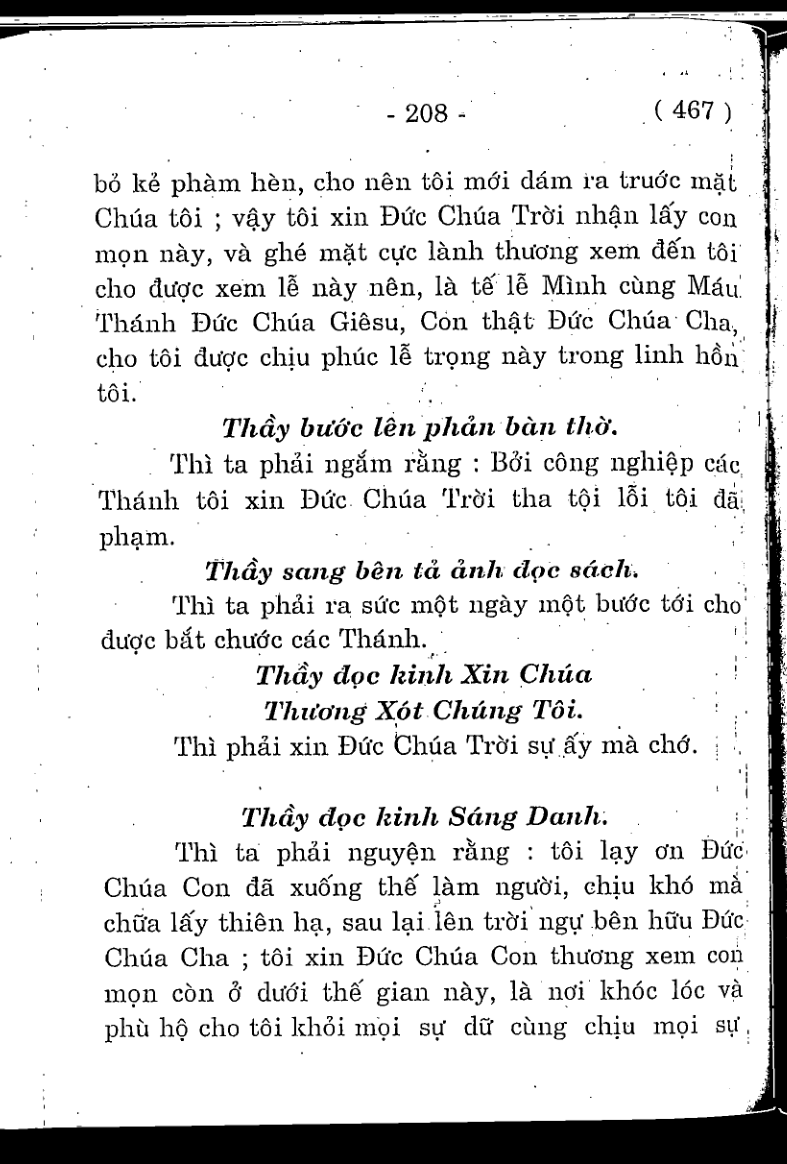 - 208 - ( 467 )
bỏ kẻ phàm hèn, cho nên tôi mới dám ra truớc mặt
Chúa tôi ; vậy tôi xin Đức Chúa Trời nhận lấy con
mọn này, và ghé mặt cực lành thương xem đến tôi
cho được xem lễ này nên, là tế lễ Mình cùng Máu
Thánh Đức Chúa Giêsu, Con thật Đức Chúa Cha,
cho tôi được chịu phúc lễ trọng này trong linh hồn
tôi.
Thầy bước lên phản bàn thờ.
Thì ta phải ngắm rằng : Bởi công nghiệp các
Thánh tôi xin Đức Chúa Trời tha tội lỗi tôi đã
phạm.
Thầy sang bên tả ảnh đọc sách.
Thì ta phải ra sức một ngày một bước tới cho
được bắt chước các Thánh.
Thầy đọc kinh Xin Chúa
Thương Xót Chúng Tôi.
Thì phải xin Đức Chúa Trời sự ấy mà chớ.
Thầy đọc kinh Sáng Danh.
Thì ta phải nguyện rằng : tôi lạy ơn Đức
Chúa Con đã xuống thế làm người, chịu khó mà
chữa lấy thiên hạ, sau lại lên trời ngự bên hữu Đức
Chúa Cha ; tôi xin Đức Chúa Con thương xem con
mọn còn ở dưới thế gian này, là nơi khóc lóc và
phù hộ cho tôi khỏi mọi sự dữ cùng chịu mọi sự